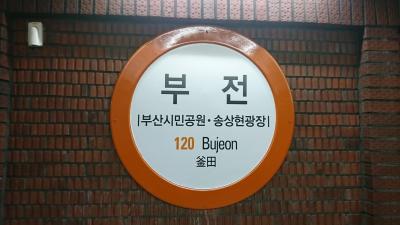 부 전
|부산시민공원·송상현광장|
120 Bujeon
釜田